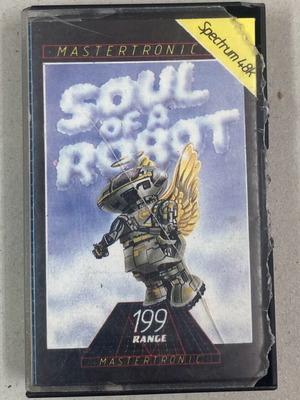 MASTERTRONIC
Spectrum 48K
SOUL
OF A
ROBOT
199
RANGE
MASTERTRONIC